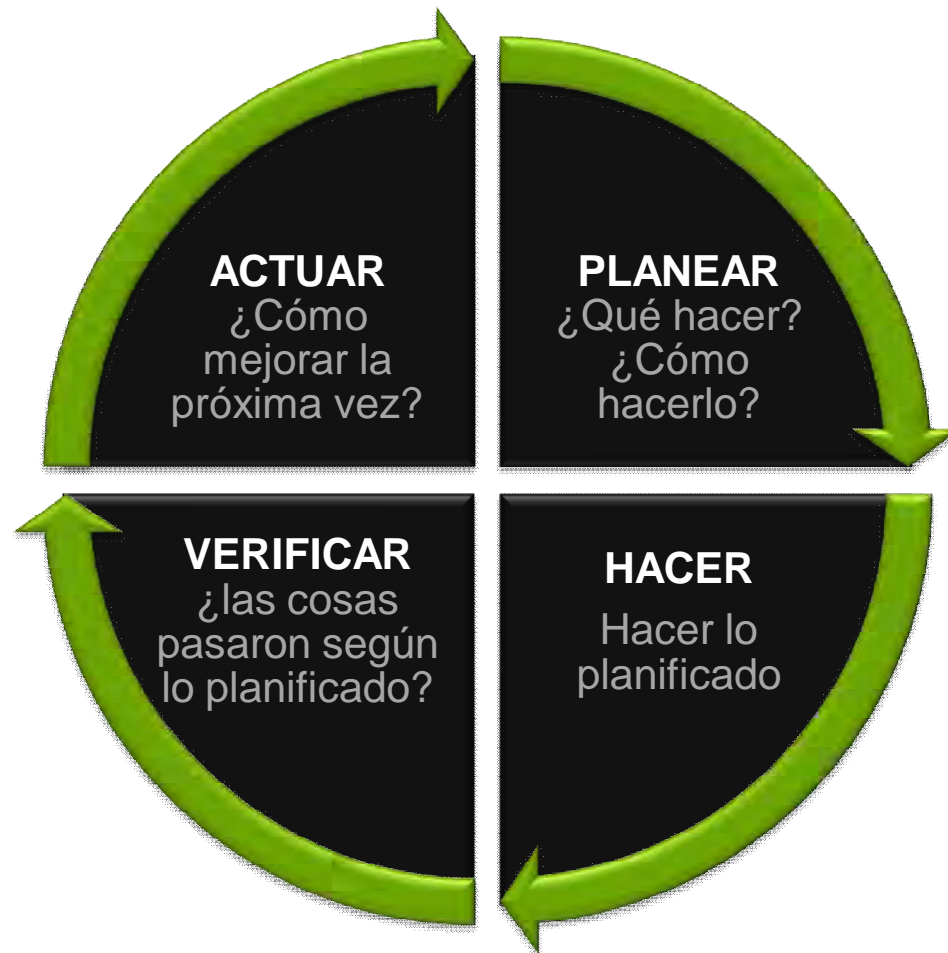 ACTUAR
¿Cómo
mejorar la
próxima vez?
PLANEAR
¿Qué hacer?
¿Cómo
hacerlo?
VERIFICAR
¿las cosas
pasaron según
lo planificado?
HACER
Hacer lo
planificado